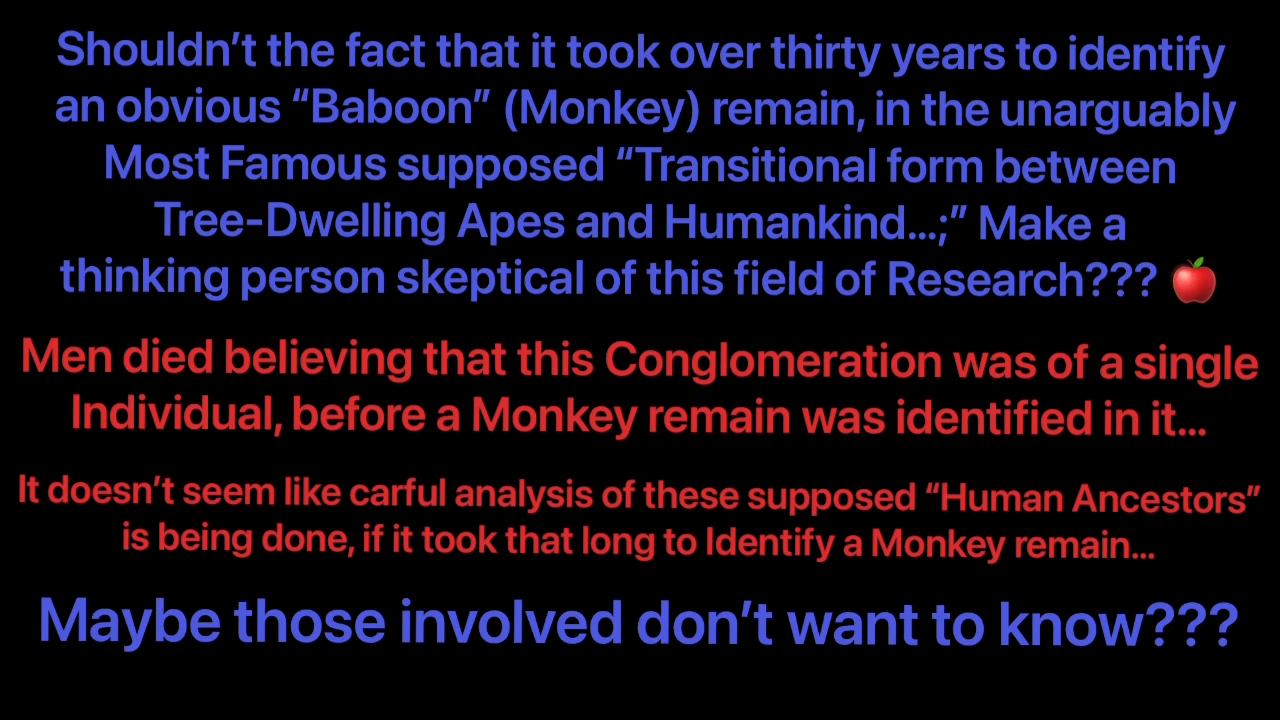 Shouldn’t the fact that it took over thirty years to identify
an obvious “Baboon” (Monkey) remain, in the unarguably
Most Famous supposed “Transitional form between
Tree-Dwelling Apes and Humankind...;” Make a
thinking person skeptical of this field of Research??? 🍎
Men died believing that this Conglomeration was of a single
Individual, before a Monkey remain was identified in it...
It doesn’t seem like carful analysis of these supposed “Human Ancestors”
is being done, if it took that long to Identify a Monkey remain...
Maybe those involved don’t want to know???